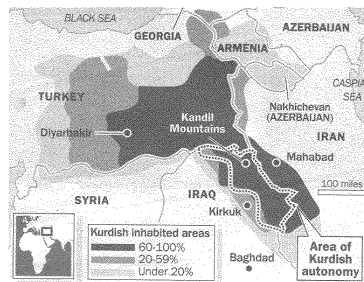 BLACK SEA
GEORGIA
AZERBAIJAN
ARMENIA
CASPIAN
SEA
TURKEY
Nakhichevan
(AZERBAIJAN)
Kandil
Mountains
IRAN
Diyarbakir
Mahabad
100 miles
SYRIA
IRAQ
Kirkuk
Kurdish inhabited areas
60-100%
20-59%
Under 20%
Baghdad
Area of
Kurdish
autonomy